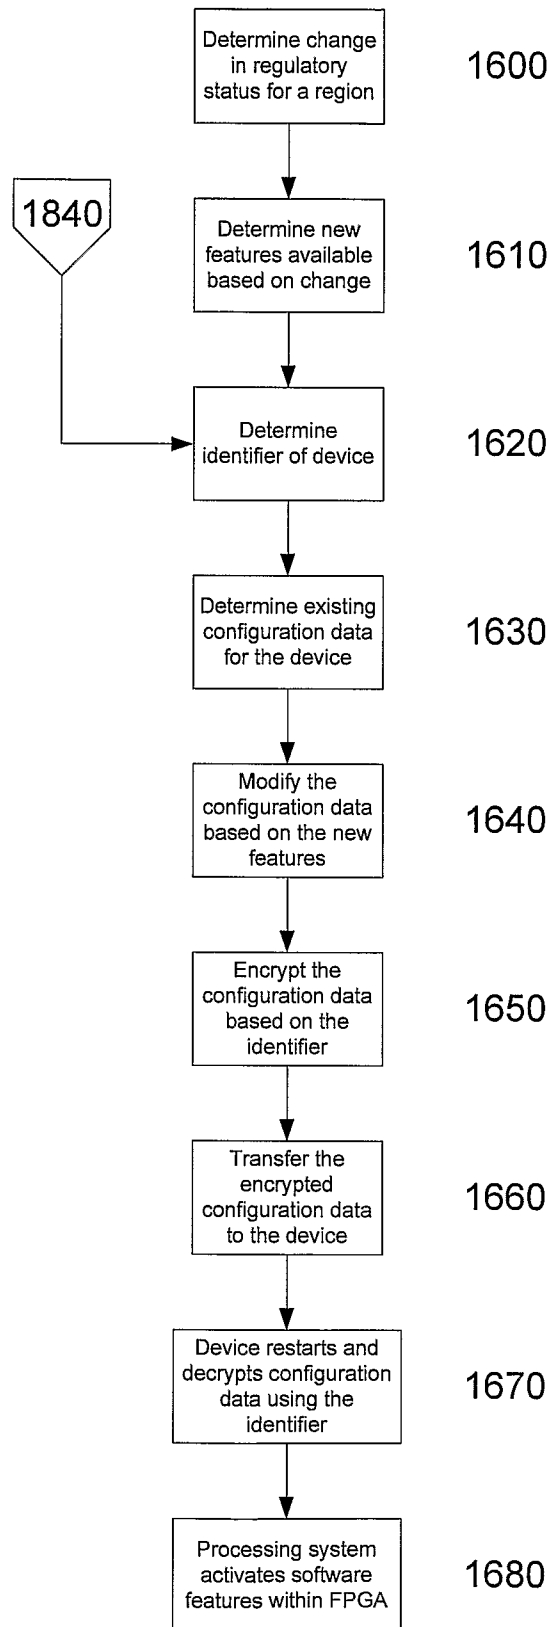 Determine change
in regulatory
status for a region
1600
1840
Determine new
features available
based on change
1610
Determine
identifier of device
1620
Determine existing
configuration data
for the device
1630
Modify the
configuration data
based on the new
features
1640
Encrypt the
configuration data
based on the
identifier
1650
Transfer the
encrypted
configuration data
to the device
1660
Device restarts and
decrypts configuration
data using the
identifier
1670
Processing system
activates software
features within FPGA
1680